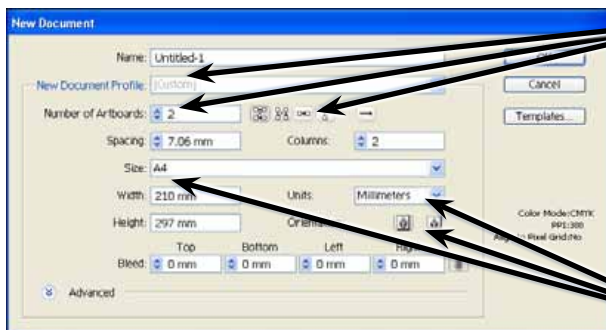 New Document
Name: Untitled-1
New Document Profile: [Custom]
Number of Artboards: 2
Spacing: 7.06 mm Columns: 2
Size: A4
Width: 210 mm Units: Millimeters
Height: 297 mm
Top Bottom Left
Bleed: 0 mm 0 mm 0 mm 0 mm
Advanced
Cancel
Templates...
Color Mode:CMYK
PPI:300
Pixel Grid:No